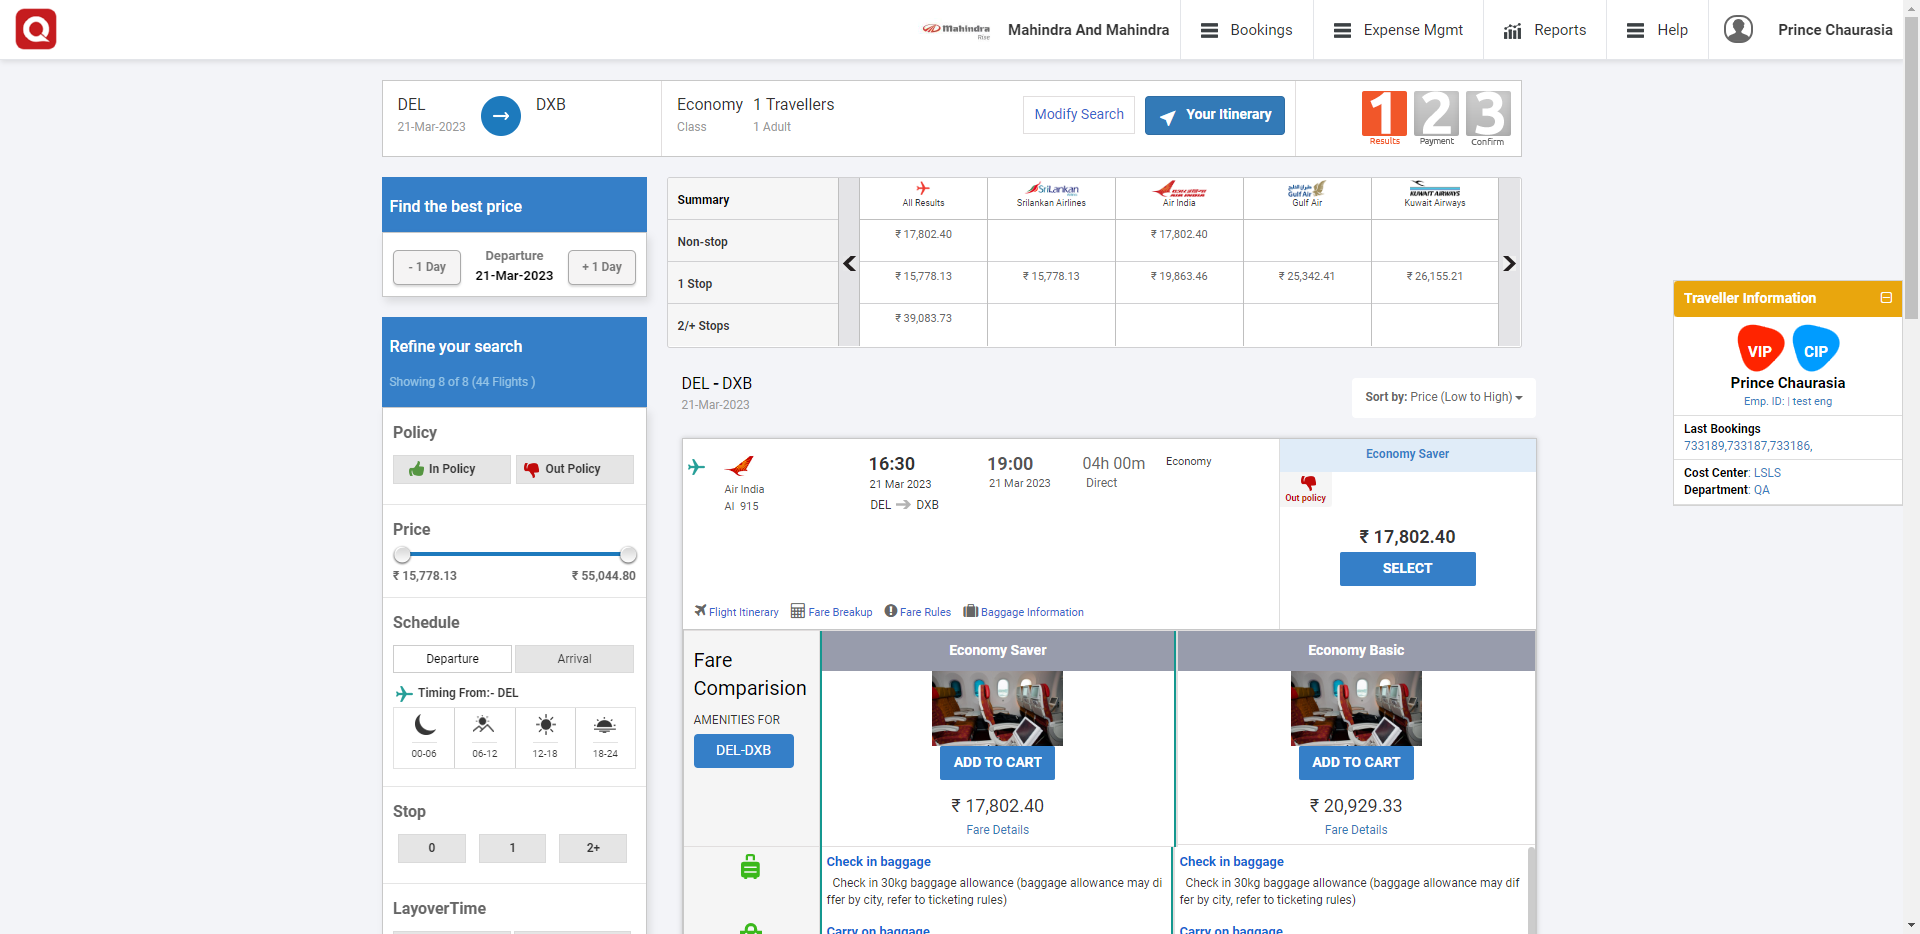 Q
Mahindra
Rise
Mahindra And Mahindra
Bookings
Expense Mgmt
Reports
Help
Prince Chaurasia
DEL
21-Mar-2023
DXB
Economy
Class
1 Travellers
1 Adult
Modify Search
Your Itinerary
1
Results
2
Payment
3
Confirm
Find the best price
- 1 Day
Departure
21-Mar-2023
+ 1 Day
Refine your search
Showing 8 of 8 (44 Flights )
Policy
In Policy
Out Policy
Price
₹ 15,778.13
₹ 55,044.80
Schedule
Departure
Arrival
Timing From:- DEL
00-06
06-12
12-18
18-24
Stop
0
1
2+
LayoverTime
Summary
All Results
SriLankan
Srilankan Airlines
Air India
Gulf Air
Gulf Air
KUWAIT AIRWAYS
Kuwait Airways
Non-stop
₹ 17,802.40
₹ 17,802.40
1 Stop
₹ 15,778.13
₹ 15,778.13
₹ 19,863.46
₹ 25,342.41
₹ 26,155.21
2/+ Stops
₹ 39,083.73
DEL - DXB
21-Mar-2023
Sort by: Price (Low to High)
Air India
AI 915
16:30
21 Mar 2023
DEL
DXB
19:00
21 Mar 2023
04h 00m
Direct
Economy
Economy Saver
Out policy
₹ 17,802.40
SELECT
Flight Itinerary
Fare Breakup
Fare Rules
Baggage Information
Fare
Comparision
AMENITIES FOR
DEL-DXB
Economy Saver
ADD TO CART
₹ 17,802.40
Fare Details
Economy Basic
ADD TO CART
₹ 20,929.33
Fare Details
Check in baggage
Check in 30kg baggage allowance (baggage allowance may di
ffer by city, refer to ticketing rules)
Carry on baggage
Check in baggage
Check in 30kg baggage allowance (baggage allowance may dif
fer by city, refer to ticketing rules)
Carry on baggage
Traveller Information
VIP
CIP
Prince Chaurasia
Emp. ID: | test eng
Last Bookings
733189,733187,733186,
Cost Center: LSLS
Department: QA